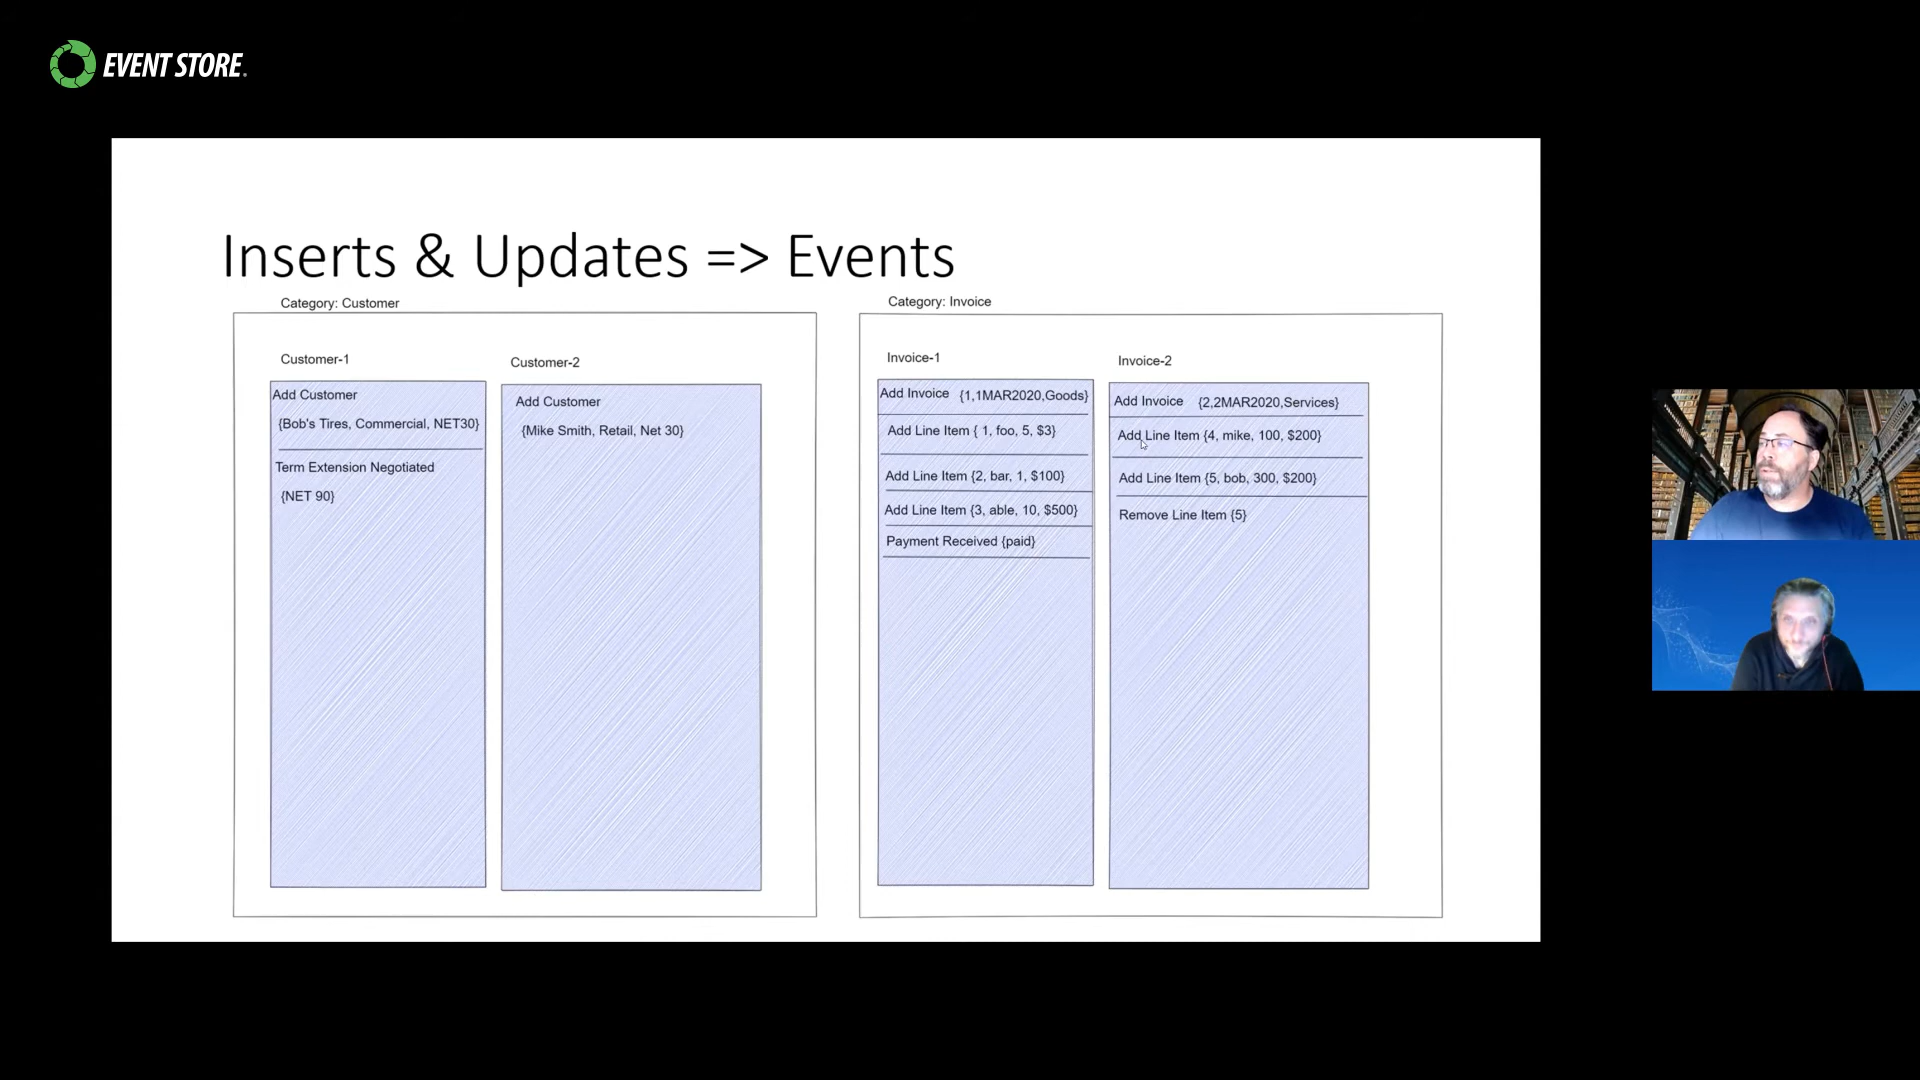 EVENT STORE
Inserts & Updates => Events
Category: Customer
Customer-1
Add Customer
{Bob's Tires, Commercial, NET30}
Term Extension Negotiated
{NET 90}
Customer-2
Add Customer
{Mike Smith, Retail, Net 30}
Category: Invoice
Invoice-1
Add Invoice {1,1MAR2020,Goods}
Add Line Item { 1, foo, 5, $3}
Add Line Item {2, bar, 1, $100}
Add Line Item {3, able, 10, $500}
Payment Received {paid}
Invoice-2
Add Invoice {2,2MAR2020,Services}
Add Line Item {4, mike, 100, $200}
Add Line Item {5, bob, 300, $200}
Remove Line Item {5}